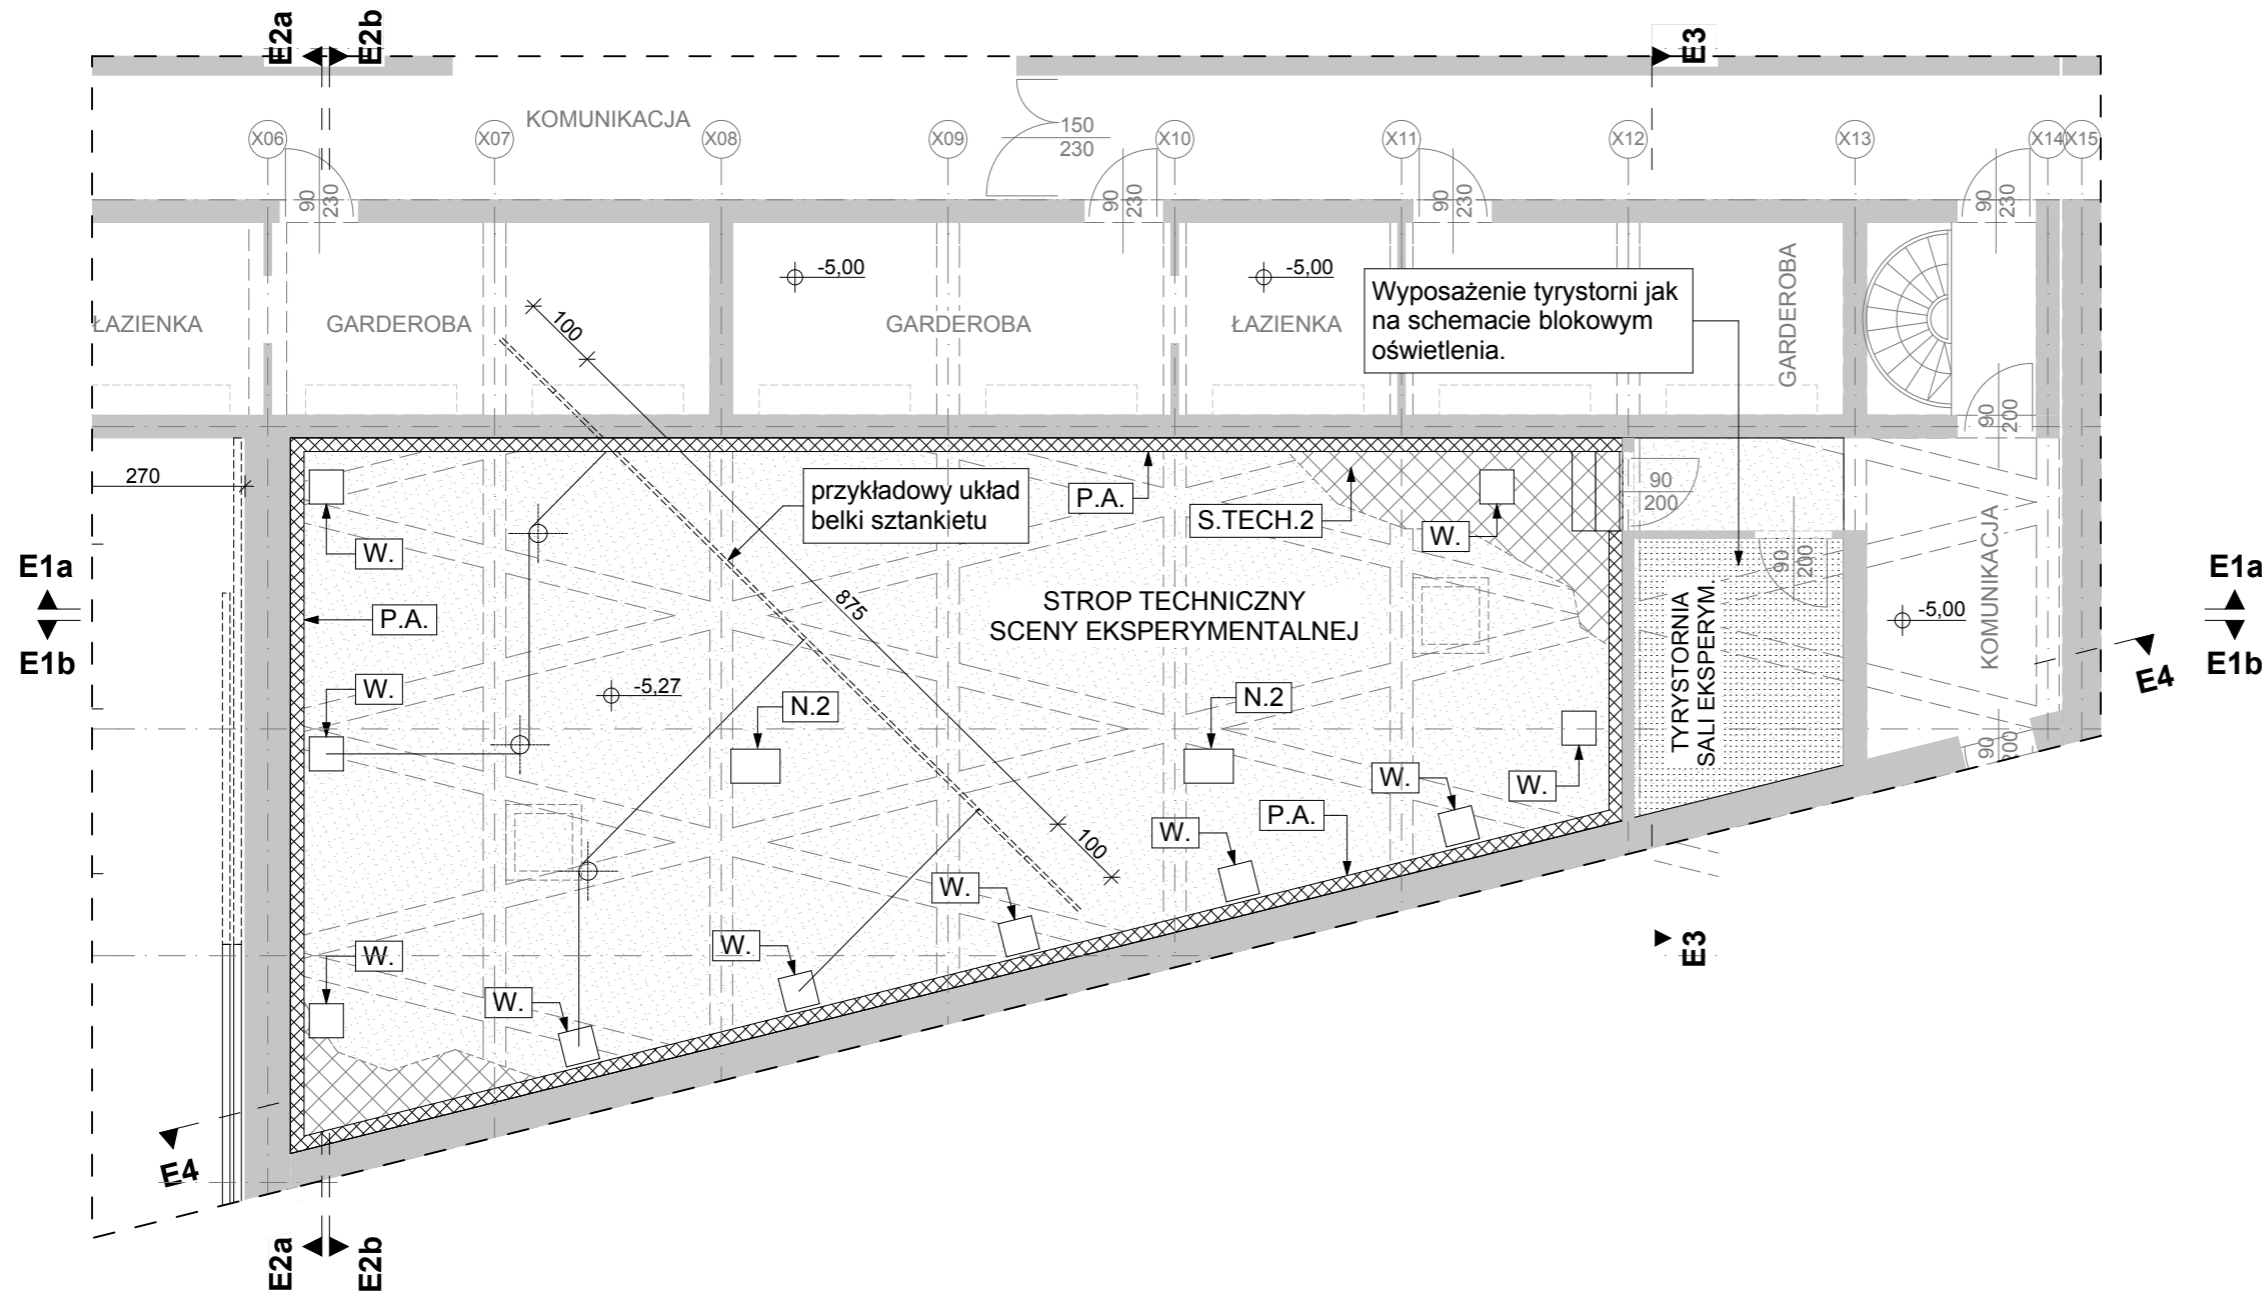 E2a
E2b
E3
KOMUNIKACJA
150
230
X06
X07
X08
X09
X10
X11
X12
X13
X14
X15
90
230
90
230
90
230
90
230
-5,00
-5,00
ŁAZIENKA
GARDEROBA
100
GARDEROBA
ŁAZIENKA
Wyposażenie tyrystorni jak
na schemacie blokowym
oświetlenia.
GARDEROBA
90
200
270
przykładowy układ
belki sztankietu
P.A.
S.TECH.2
W.
90
200
W.
E1a
E1b
P.A.
875
STROP TECHNICZNY
SCENY EKSPERYMENTALNEJ
90
200
TYRYSTORNIA
SALI EKSPERYM.
KOMUNIKACJA
-5,00
E1a
E1b
E4
W.
-5,27
N.2
N.2
90
W.
W.
P.A.
W.
100
W.
W.
W.
W.
E3
E4
E2a
E2b